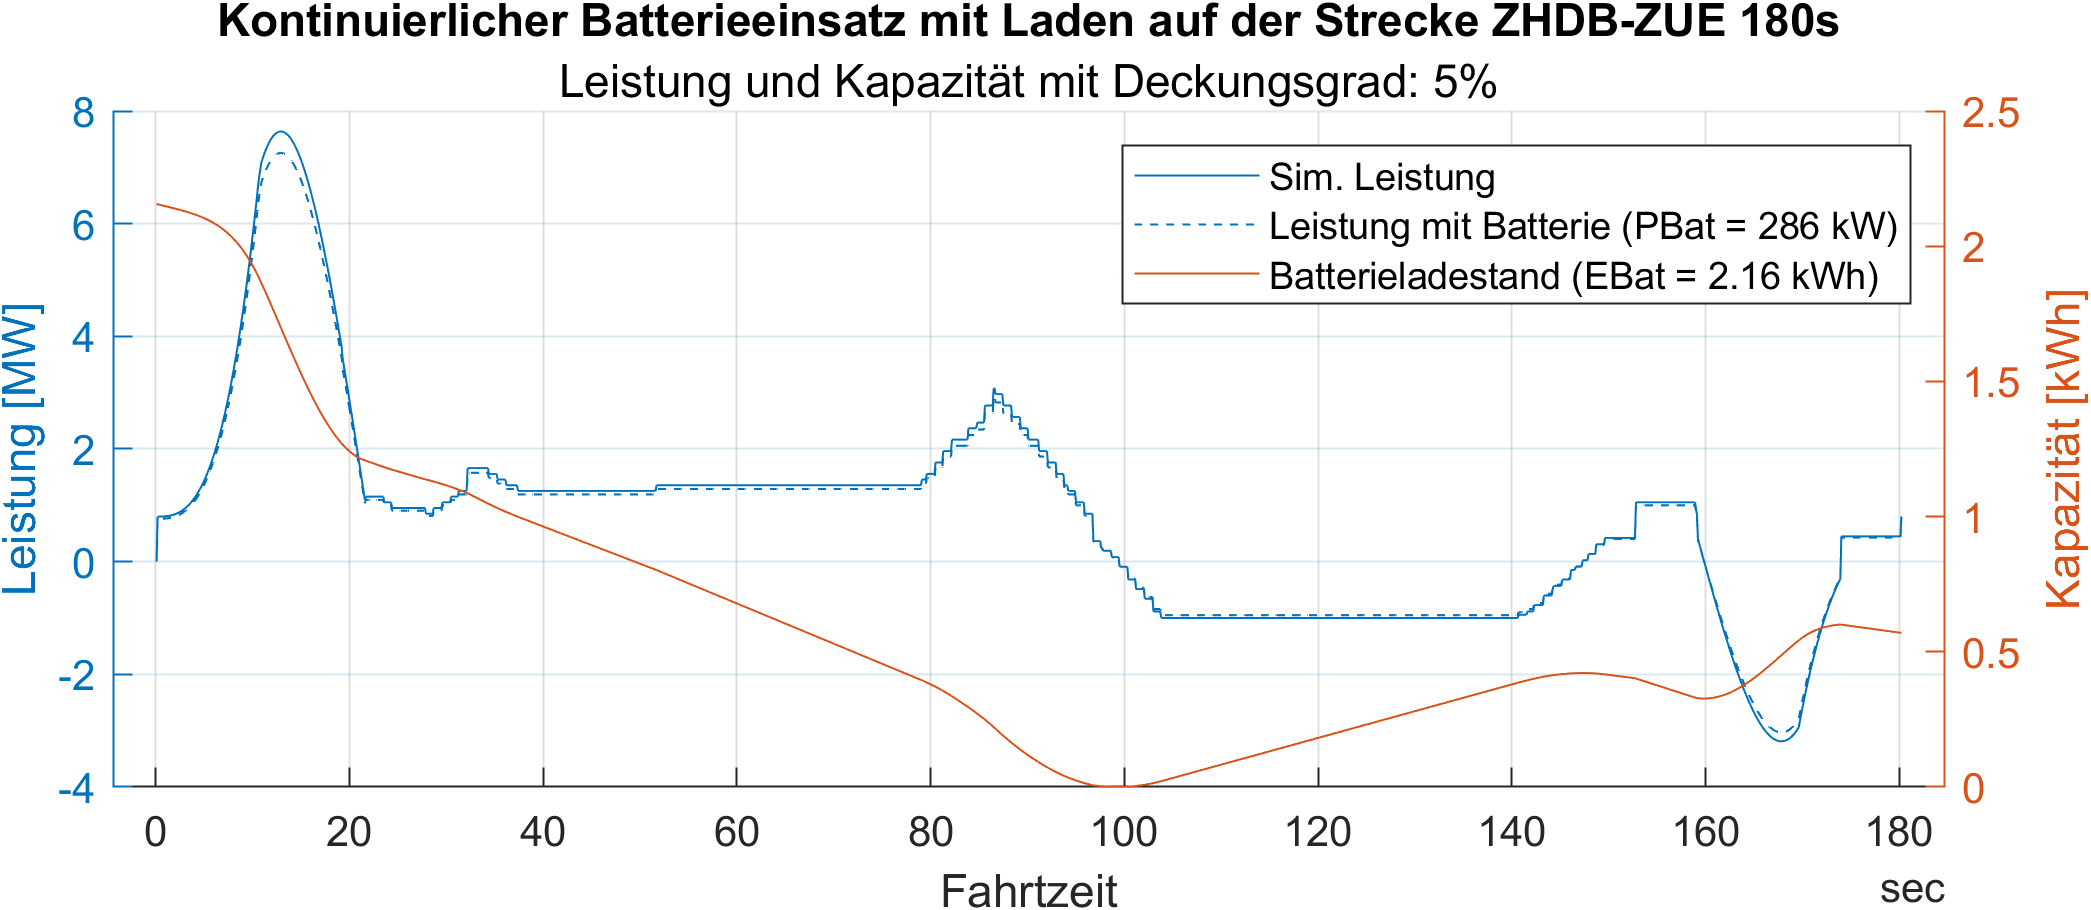 Kontinuierlicher Batterieeinsatz mit Laden auf der Strecke ZHDB-ZUE 180s
Leistung und Kapazität mit Deckungsgrad: 5%
Leistung [MW]
8
6
4
2
0
-2
-4
Sim. Leistung
Leistung mit Batterie (PBat = 286 kW)
Batterieladestand (EBat = 2.16 kWh)
2.5
2
1.5
1
0.5
0
Kapazität [kWh]
0 20 40 60 80 100 120 140 160 180
Fahrtzeit
sec